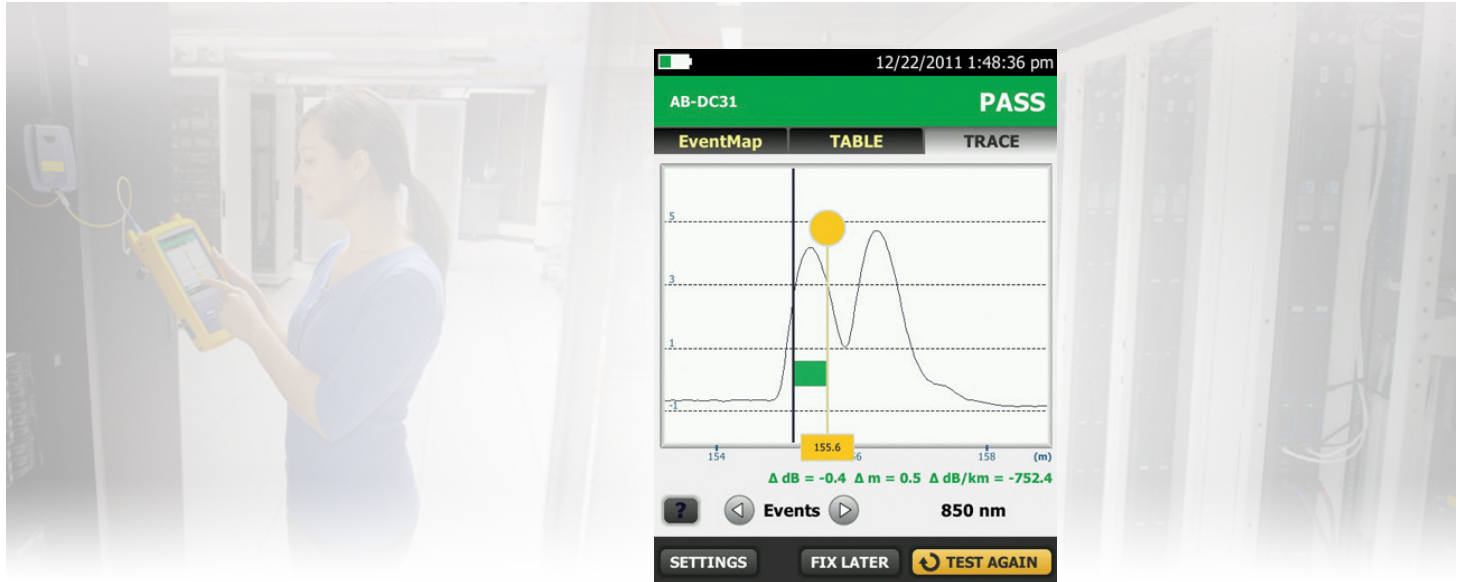 12/22/2011 1:48:36 pm
AB-DC31 PASS
EventMap TABLE TRACE
5
3
1
-1
155.6
154 6 158 (m)
Δ dB = -0.4 Δ m = 0.5 Δ dB/km = -752.4
? Events 850 nm
SETTINGS FIX LATER TEST AGAIN